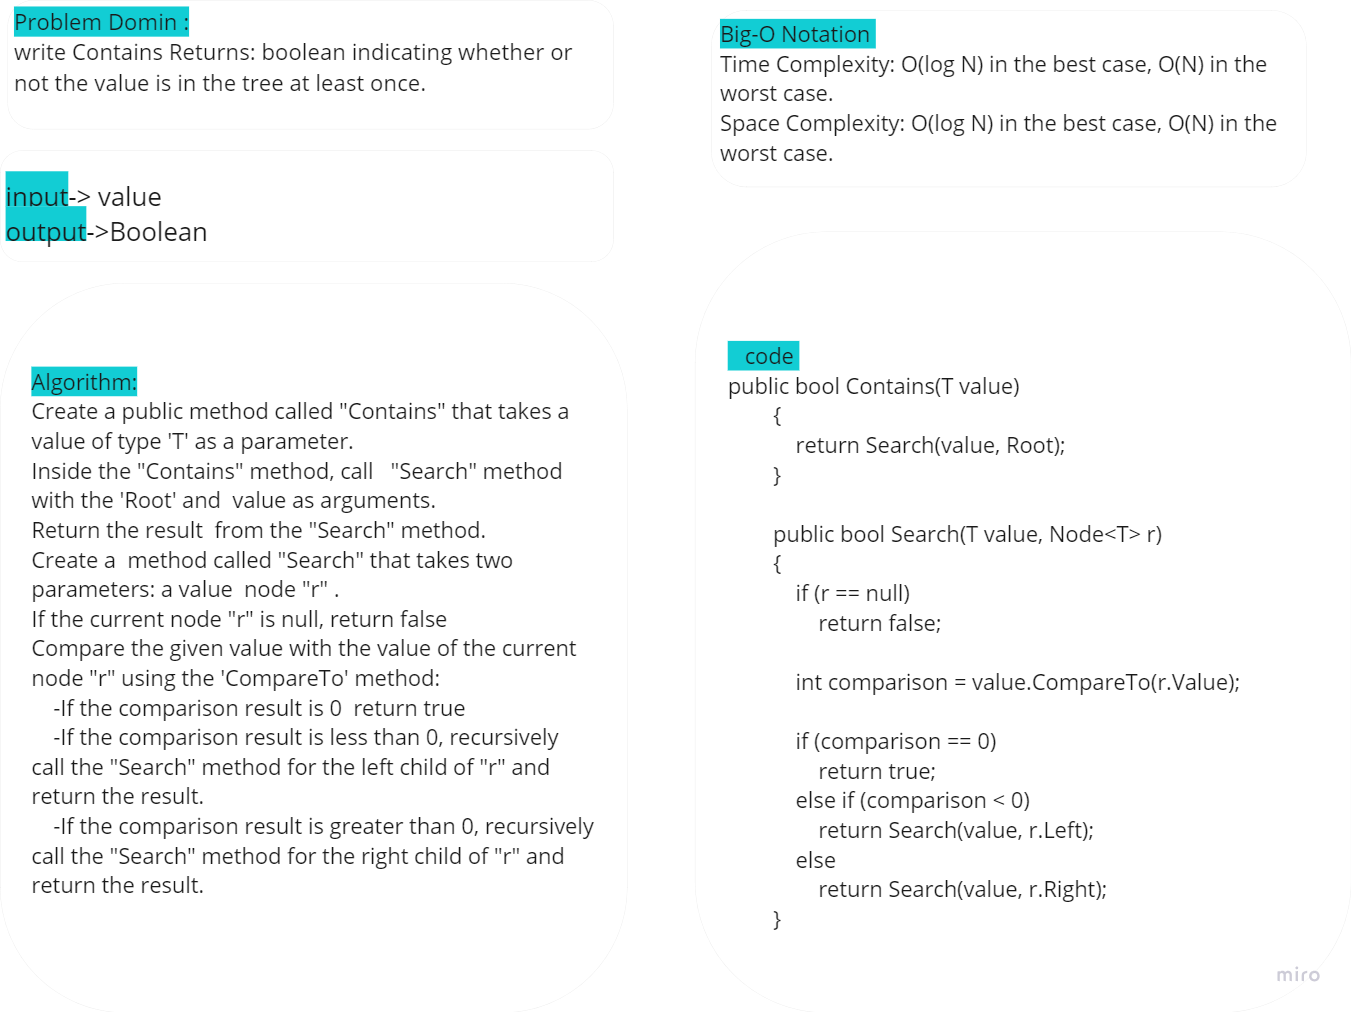 Problem Domin :
write Contains Returns: boolean indicating whether or
not the value is in the tree at least once.
input-> value
output->Boolean
Algorithm:
Create a public method called "Contains" that takes a
value of type 'T' as a parameter.
Inside the "Contains" method, call   "Search" method
with the 'Root' and  value as arguments.
Return the result  from the "Search" method.
Create a  method called "Search" that takes two
parameters: a value  node "r" .
If the current node "r" is null, return false
Compare the given value with the value of the current
node "r" using the 'CompareTo' method:
-If the comparison result is 0  return true
-If the comparison result is less than 0, recursively
call the "Search" method for the left child of "r" and
return the result.
-If the comparison result is greater than 0, recursively
call the "Search" method for the right child of "r" and
return the result.
Big-O Notation
Time Complexity: O(log N) in the best case, O(N) in the
worst case.
Space Complexity: O(log N) in the best case, O(N) in the
worst case.
code
public bool Contains(T value)
{
return Search(value, Root);
}
public bool Search(T value, Node<T> r)
{
if (r == null)
return false;
int comparison = value.CompareTo(r.Value);
if (comparison == 0)
return true;
else if (comparison < 0)
return Search(value, r.Left);
else
return Search(value, r.Right);
}
miro